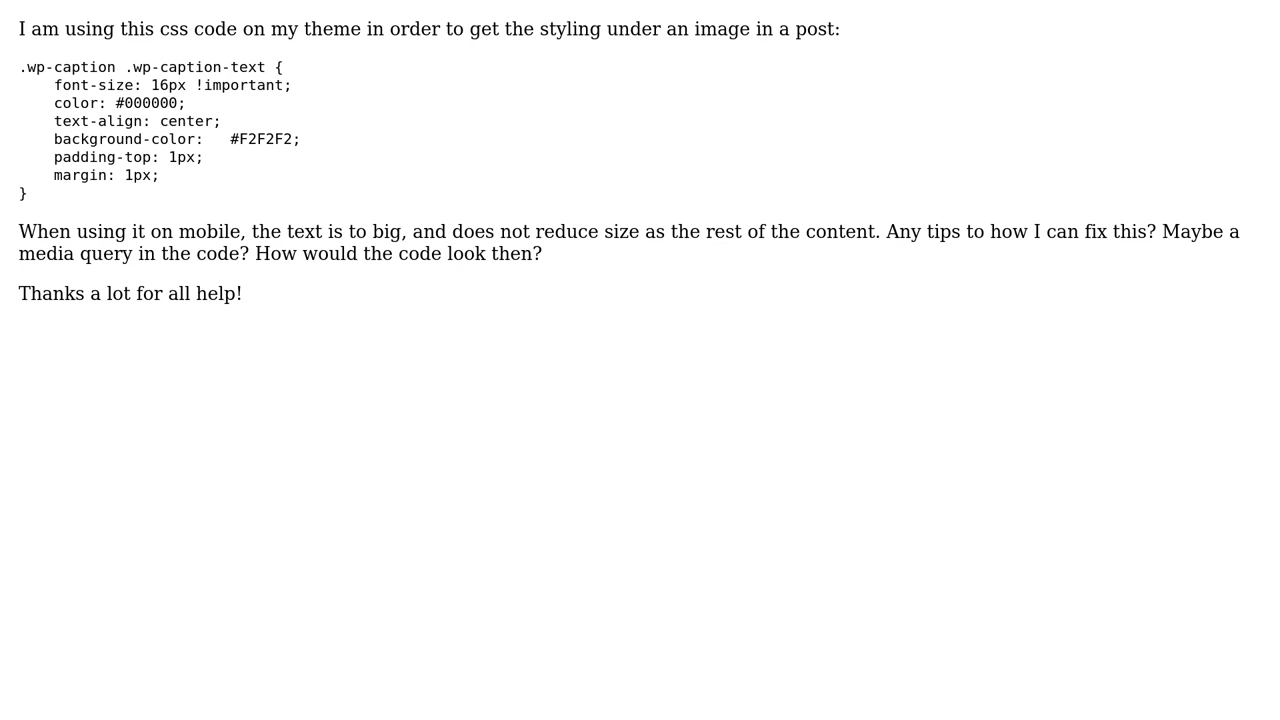 I am using this css code on my theme in order to get the styling under an image in a post:
.wp-caption .wp-caption-text {
    font-size: 16px !important;
    color: #000000;
    text-align: center;
    background-color:   #F2F2F2;
    padding-top: 1px;
    margin: 1px;
}
When using it on mobile, the text is to big, and does not reduce size as the rest of the content. Any tips to how I can fix this? Maybe a
media query in the code? How would the code look then?
Thanks a lot for all help!